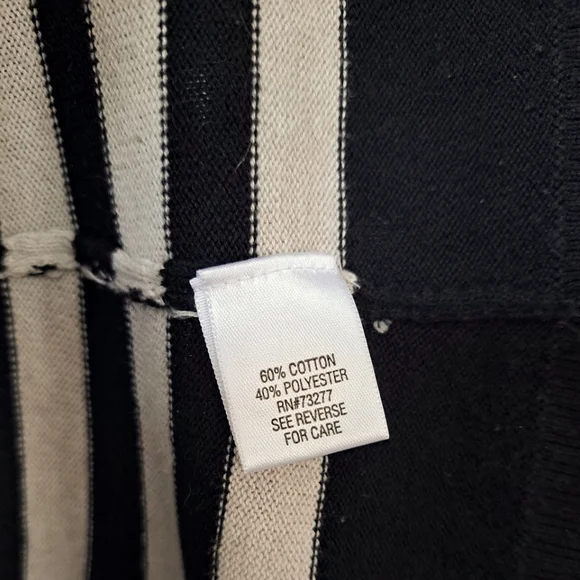 60% COTTON
40% POLYESTER
RN#73277
SEE REVERSE
FOR CARE